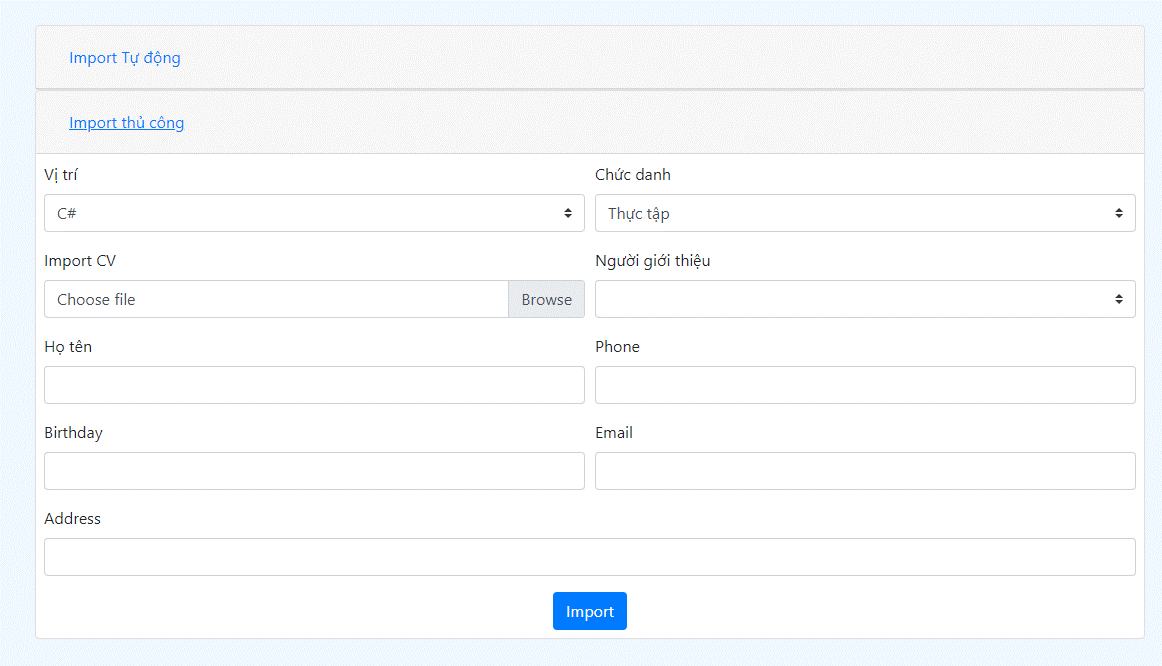 Import Tự động
Import thủ công
Vị trí
Chức danh
C#
Thực tập
Import CV
Người giới thiệu
Choose file
Browse
Họ tên
Phone
Birthday
Email
Address
Import